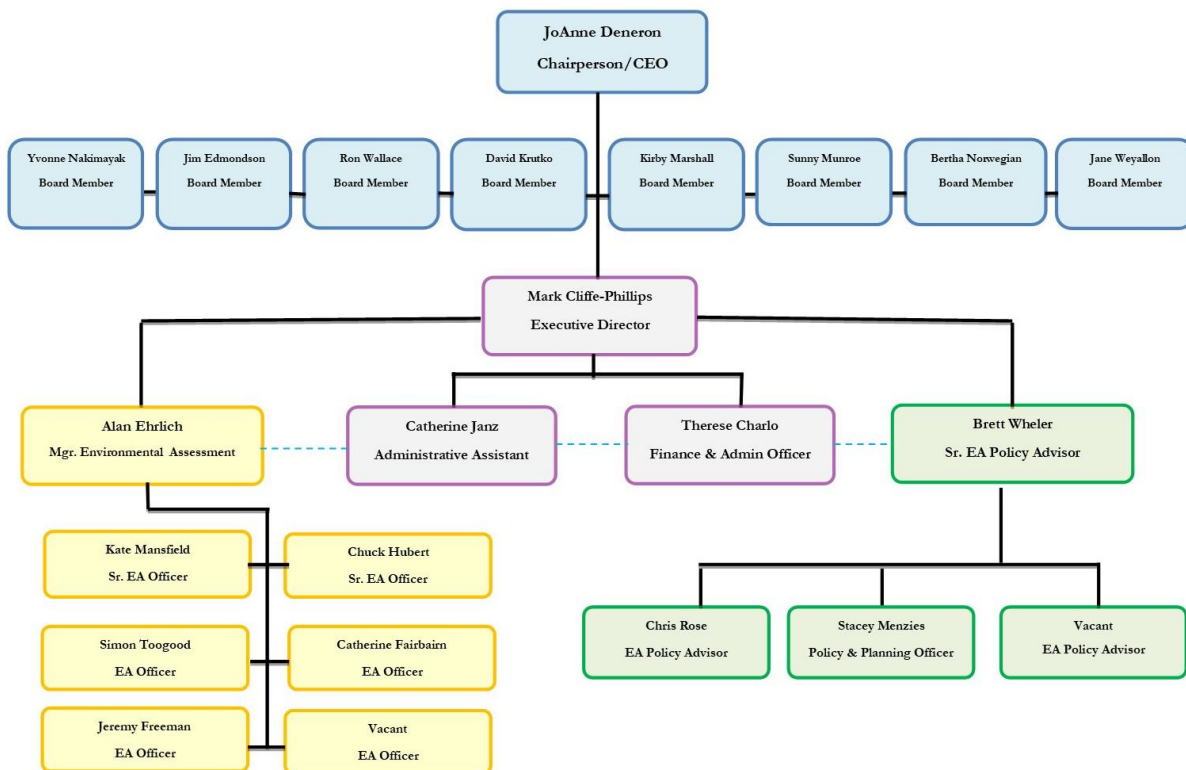 JoAnne Deneron
Chairperson/CEO
Yvonne Nakimayak
Board Member
Jim Edmondson
Board Member
Ron Wallace
Board Member
David Krutko
Board Member
Kirby Marshall
Board Member
Sunny Munroe
Board Member
Bertha Norwegian
Board Member
Jane Weyallon
Board Member
Mark Cliffe-Phillips
Executive Director
Alan Ehrlich
Mgr. Environmental Assessment
Catherine Janz
Administrative Assistant
Therese Charlo
Finance & Admin Officer
Brett Wheler
Sr. EA Policy Advisor
Kate Mansfield
Sr. EA Officer
Chuck Hubert
Sr. EA Officer
Simon Toogood
EA Officer
Catherine Fairbairn
EA Officer
Jeremy Freeman
EA Officer
Vacant
EA Officer
Chris Rose
EA Policy Advisor
Stacey Menzies
Policy & Planning Officer
Vacant
EA Policy Advisor